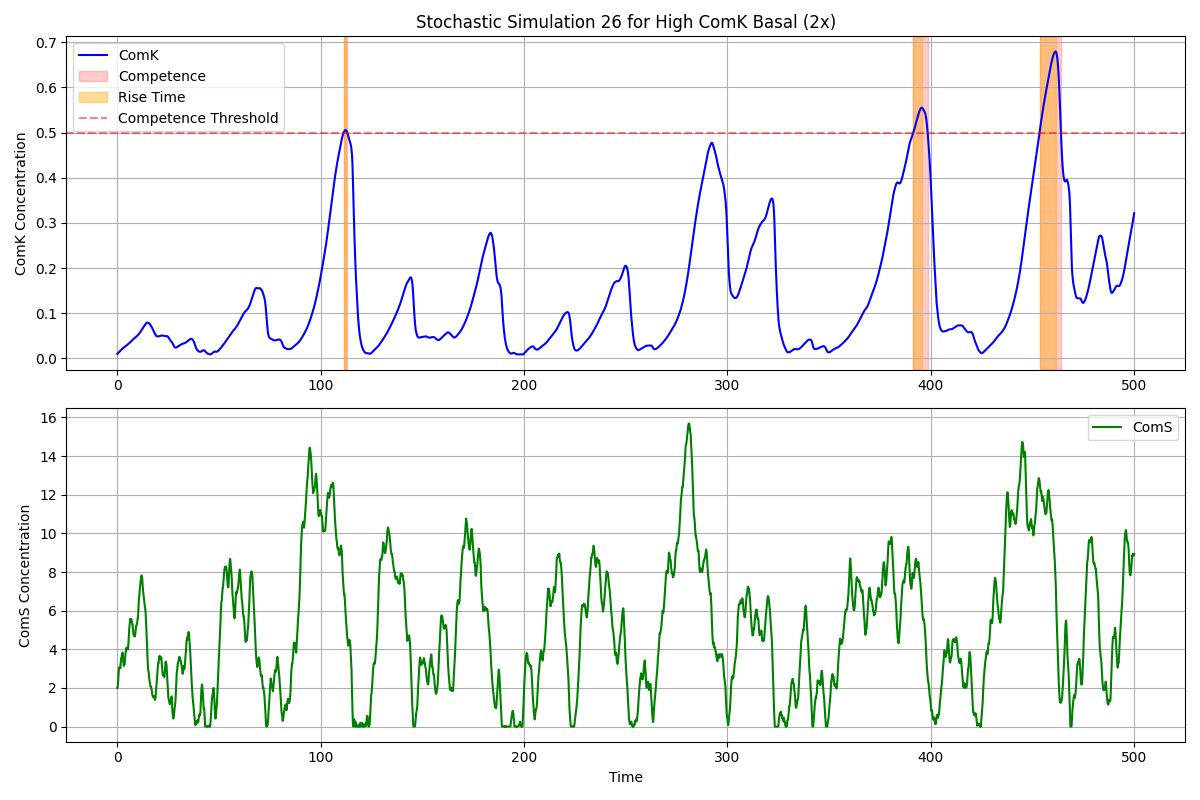 Stochastic Simulation 26 for High ComK Basal (2x)
ComK Concentration
0.7
0.6
0.5
0.4
0.3
0.2
0.1
0.0
ComK
Competence
Rise Time
Competence Threshold
0 100 200 300 400 500
ComS Concentration
16
14
12
10
8
6
4
2
0
ComS
0 100 200 300 400 500
Time